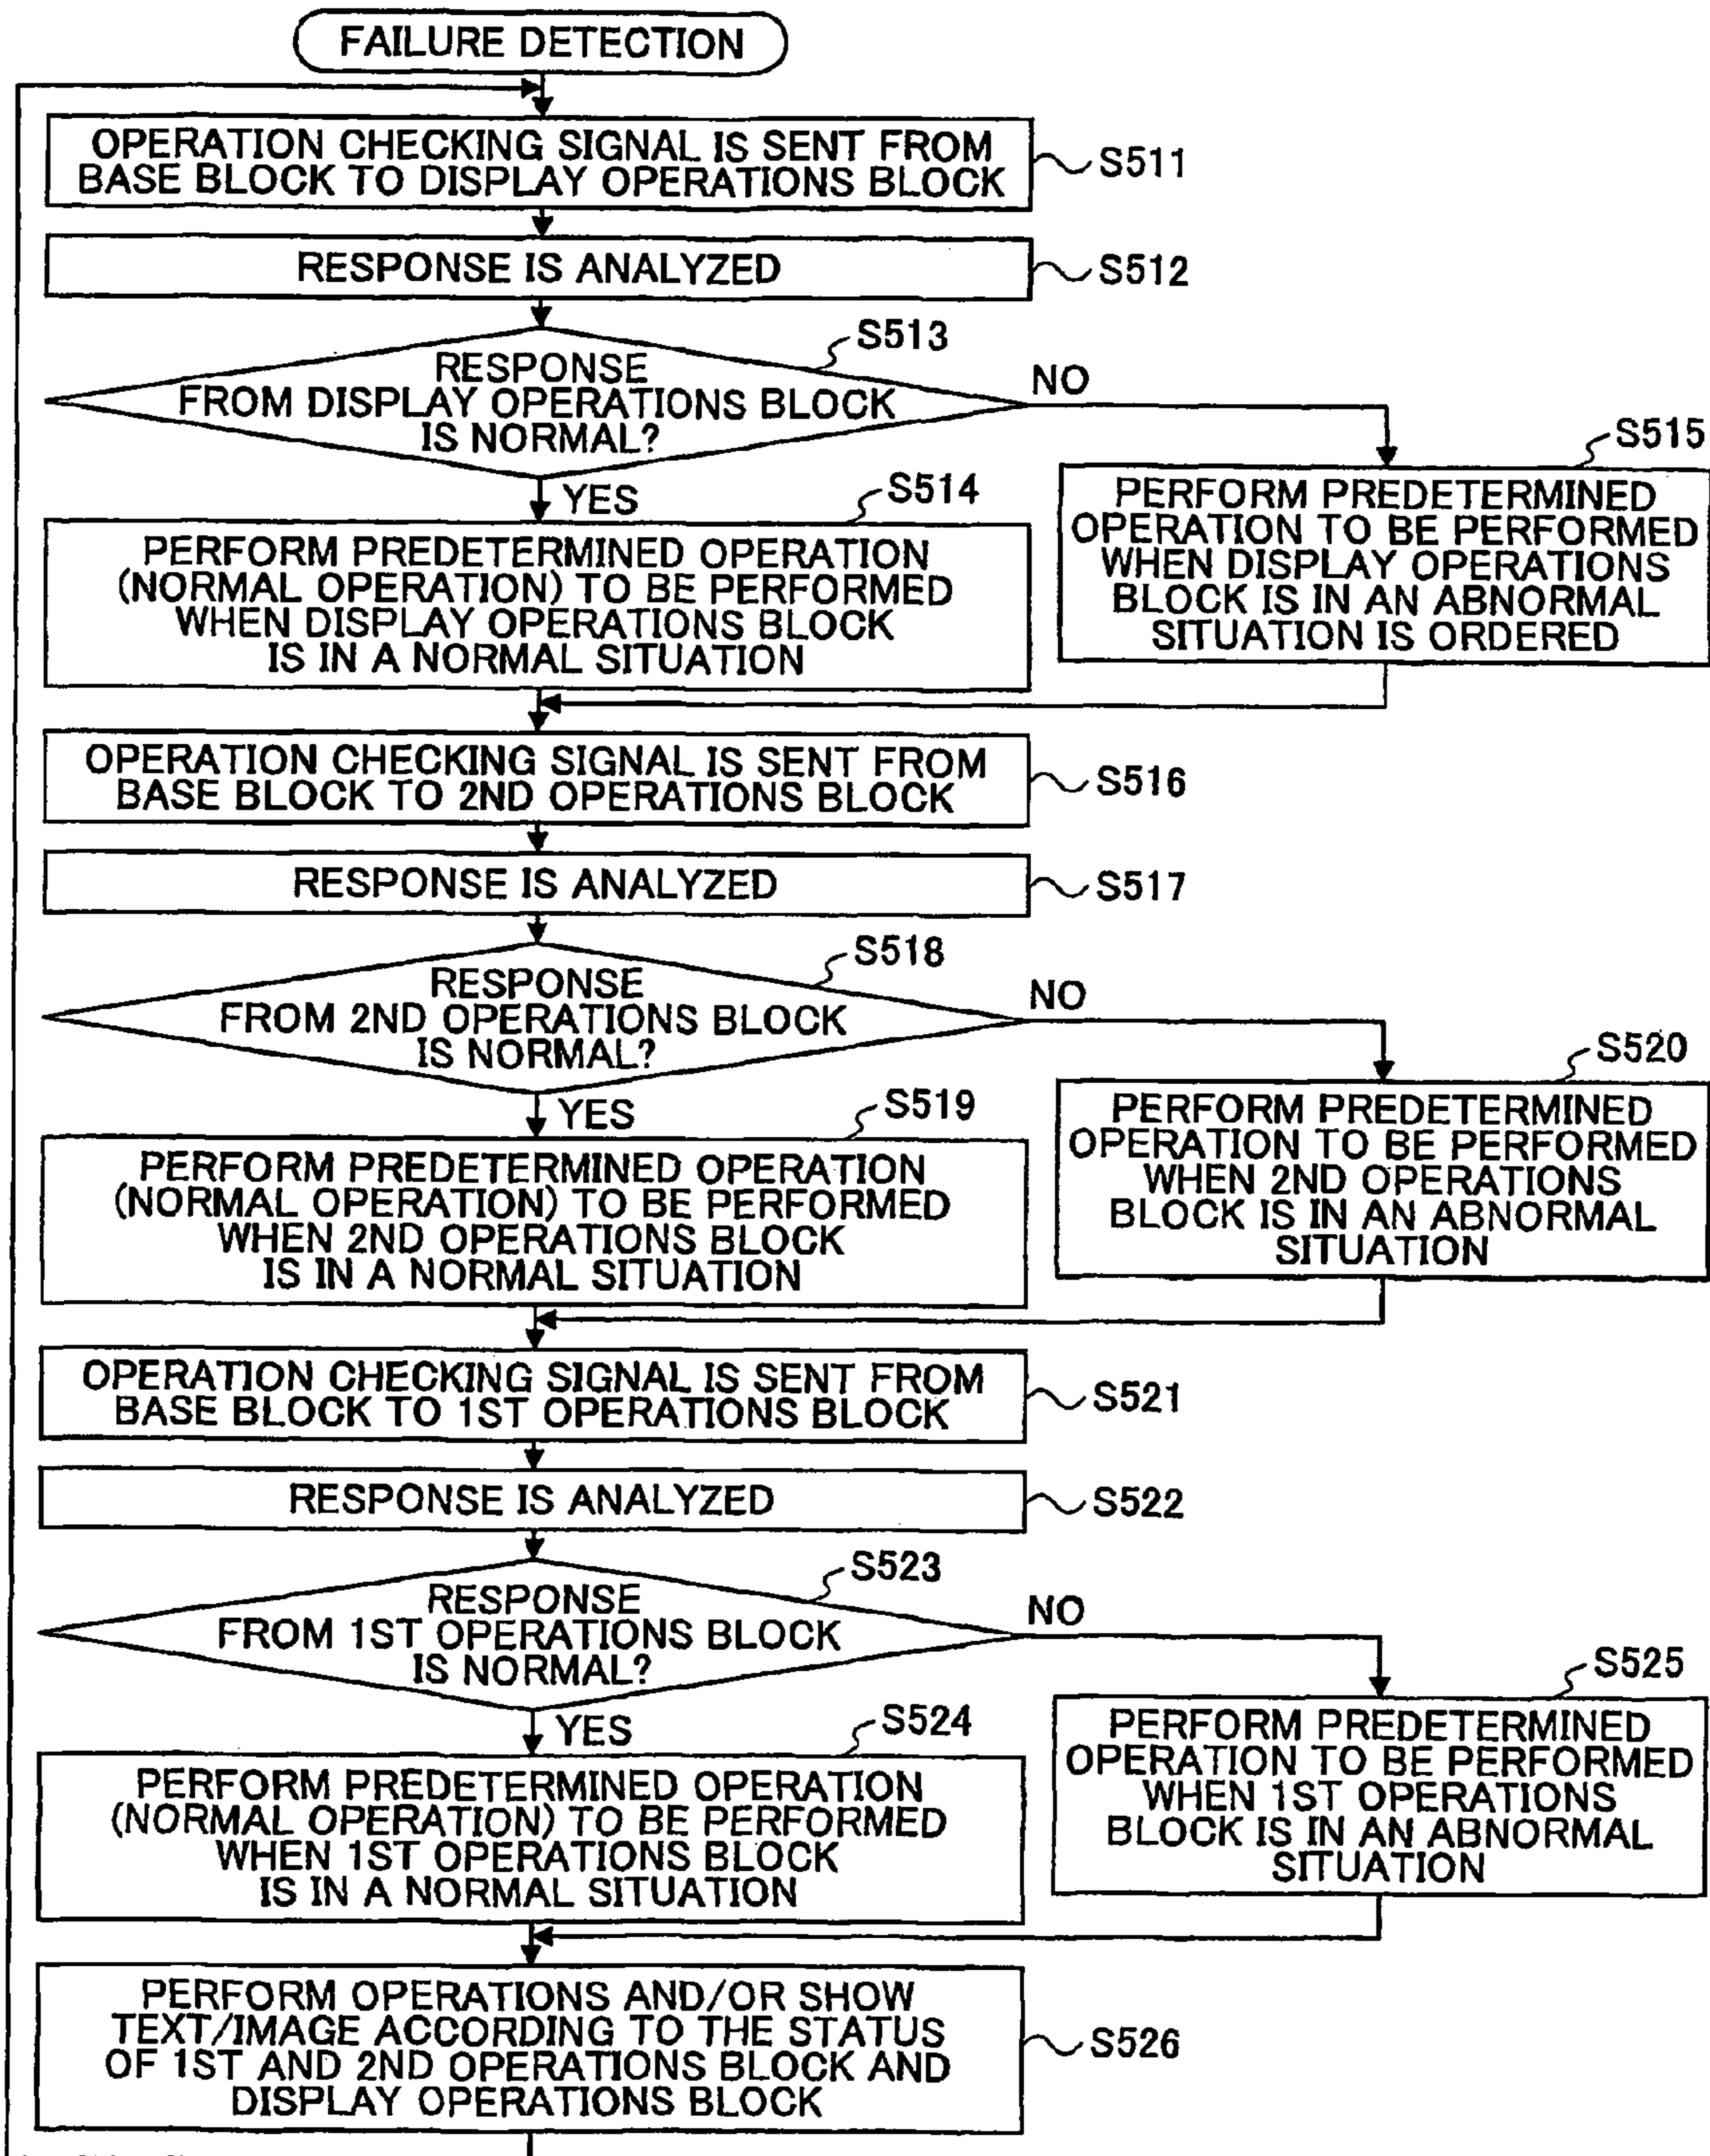 FAILURE DETECTION
OPERATION CHECKING SIGNAL IS SENT FROM
BASE BLOCK TO DISPLAY OPERATIONS BLOCK
S511
RESPONSE IS ANALYZED
S512
S513
RESPONSE
FROM DISPLAY OPERATIONS BLOCK
IS NORMAL?
NO
YES
S514
PERFORM PREDETERMINED OPERATION
(NORMAL OPERATION) TO BE PERFORMED
WHEN DISPLAY OPERATIONS BLOCK
IS IN A NORMAL SITUATION
S515
PERFORM PREDETERMINED
OPERATION TO BE PERFORMED
WHEN DISPLAY OPERATIONS
BLOCK IS IN AN ABNORMAL
SITUATION IS ORDERED
OPERATION CHECKING SIGNAL IS SENT FROM
BASE BLOCK TO 2ND OPERATIONS BLOCK
S516
RESPONSE IS ANALYZED
S517
S518
RESPONSE
FROM 2ND OPERATIONS BLOCK
IS NORMAL?
NO
YES
S519
PERFORM PREDETERMINED OPERATION
(NORMAL OPERATION) TO BE PERFORMED
WHEN 2ND OPERATIONS BLOCK
IS IN A NORMAL SITUATION
S520
PERFORM PREDETERMINED
OPERATION TO BE PERFORMED
WHEN 2ND OPERATIONS
BLOCK IS IN AN ABNORMAL
SITUATION
OPERATION CHECKING SIGNAL IS SENT FROM
BASE BLOCK TO 1ST OPERATIONS BLOCK
S521
RESPONSE IS ANALYZED
S522
S523
RESPONSE
FROM 1ST OPERATIONS BLOCK
IS NORMAL?
NO
YES
S524
PERFORM PREDETERMINED OPERATION
(NORMAL OPERATION) TO BE PERFORMED
WHEN 1ST OPERATIONS BLOCK
IS IN A NORMAL SITUATION
S525
PERFORM PREDETERMINED
OPERATION TO BE PERFORMED
WHEN 1ST OPERATIONS
BLOCK IS IN AN ABNORMAL
SITUATION
PERFORM OPERATIONS AND/OR SHOW
TEXT/IMAGE ACCORDING TO THE STATUS
OF 1ST AND 2ND OPERATIONS BLOCK AND
DISPLAY OPERATIONS BLOCK
S526